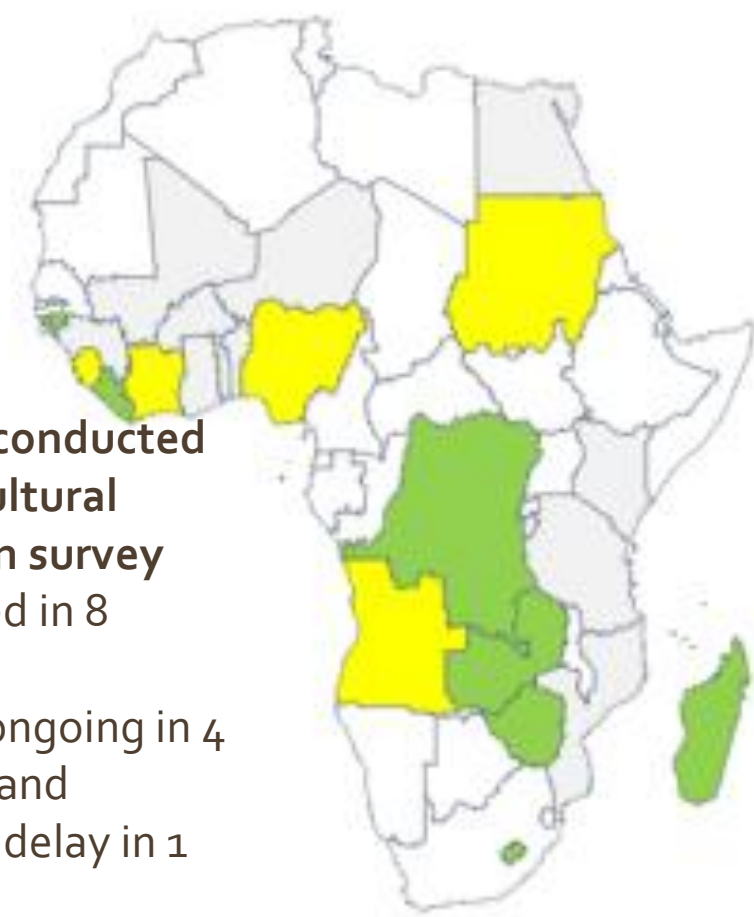 conducted
ultural
n survey
d in 8
ongoing in 4
and
delay in 1